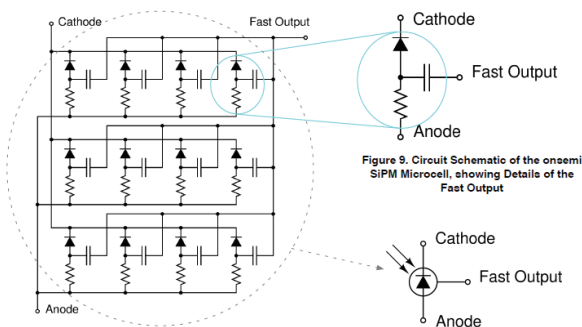 Cathode
Fast Output
Anode
Cathode
Fast Output
Anode
Figure 9. Circuit Schematic of the onsemi
SiPM Microcell, showing Details of the
Fast Output
Cathode
Fast Output
Anode